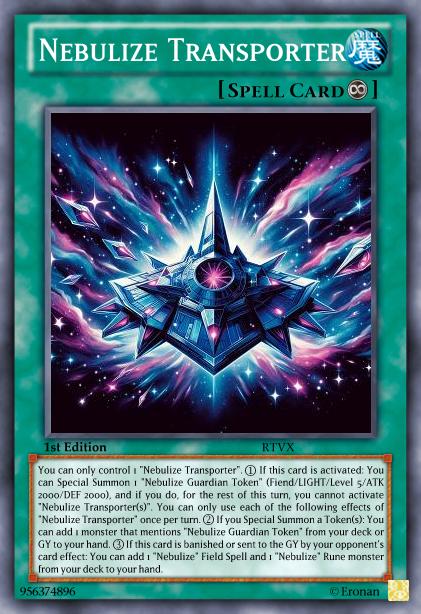 NEBULIZE TRANSPORTER
SPELL
魔
[SPELL CARD]
1st Edition
RTVX
You can only control 1 "Nebulize Transporter". ① If this card is activated: You
can Special Summon 1 "Nebulize Guardian Token" (Fiend/LIGHT/Level 5/ATK
2000/DEF 2000), and if you do, for the rest of this turn, you cannot activate
"Nebulize Transporter(s)". You can only use each of the following effects of
"Nebulize Transporter" once per turn. ② If you Special Summon a Token(s): You
can add 1 monster that mentions "Nebulize Guardian Token" from your deck or
GY to your hand. ③ If this card is banished or sent to the GY by your opponent's
card effect: You can add 1 "Nebulize" Field Spell and 1 "Nebulize" Rune monster
from your deck to your hand.
956374896
© Eronan